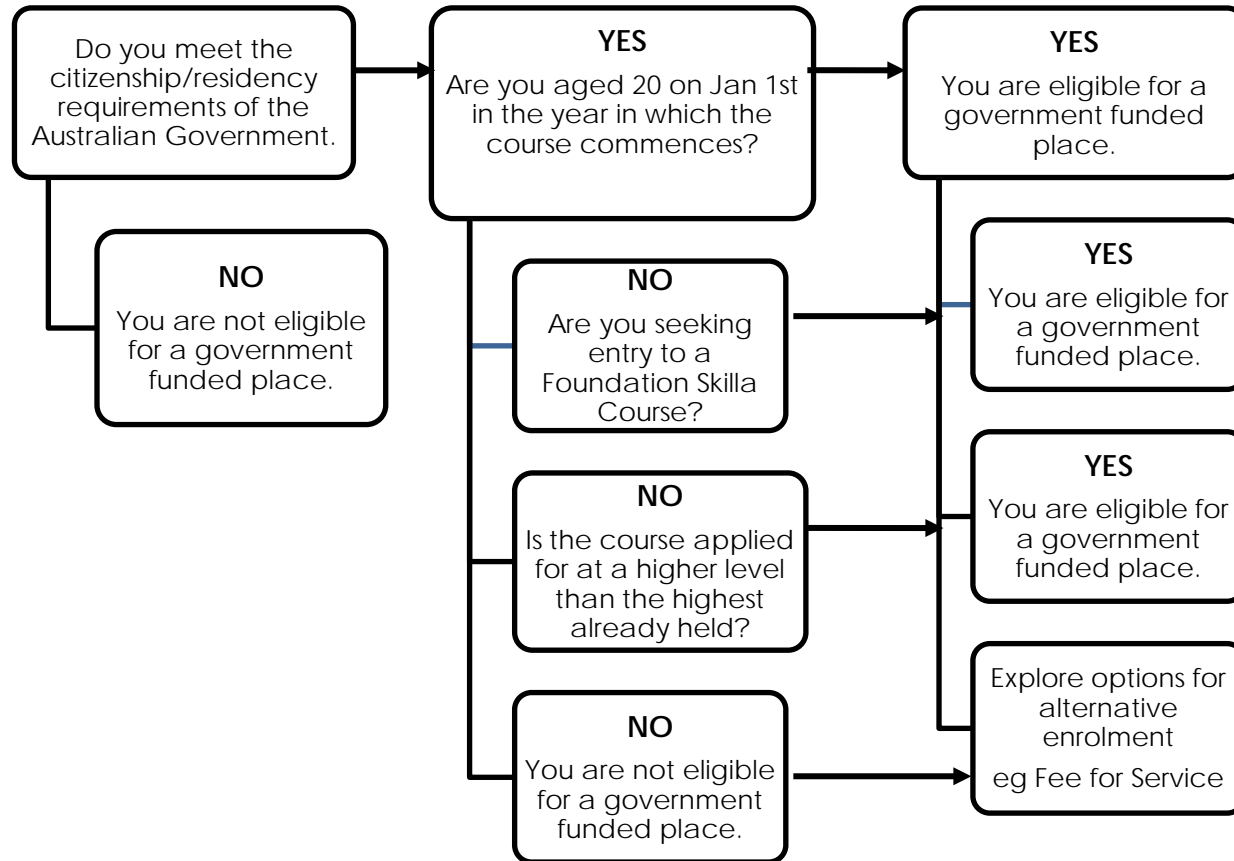 Do you meet the
citizenship/residency
requirements of the
Australian Government.
YES
Are you aged 20 on Jan 1st
in the year in which the
course commences?
YES
You are eligible for a
government funded
place.
NO
You are not eligible
for a government
funded place.
NO
Are you seeking
entry to a
Foundation Skilla
Course?
YES
You are eligible for
a government
funded place.
NO
Is the course applied
for at a higher level
than the highest
already held?
YES
You are eligible for
a government
funded place.
NO
You are not eligible
for a government
funded place.
Explore options for
alternative
enrolment
eg Fee for Service